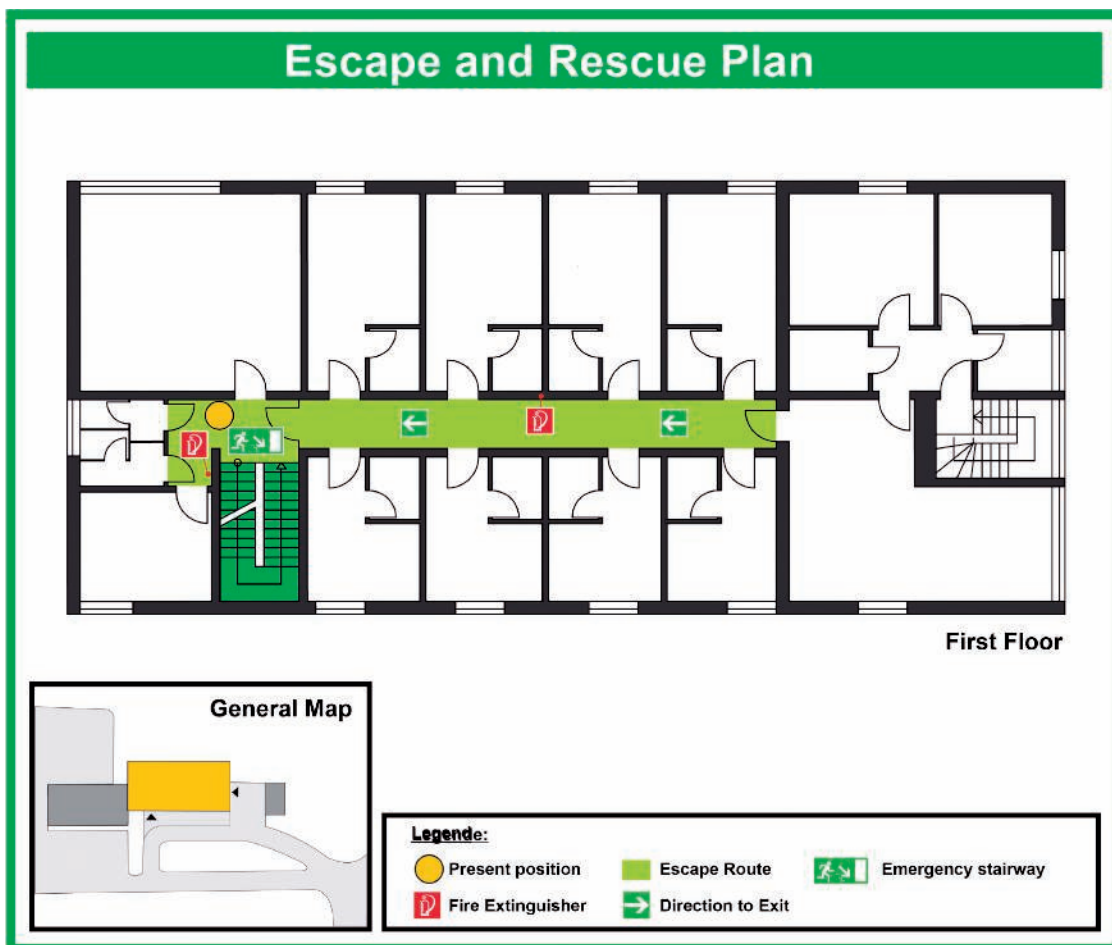 Escape and Rescue Plan
First Floor
General Map
Legende:
Present position
Escape Route
Emergency stairway
Fire Extinguisher
Direction to Exit